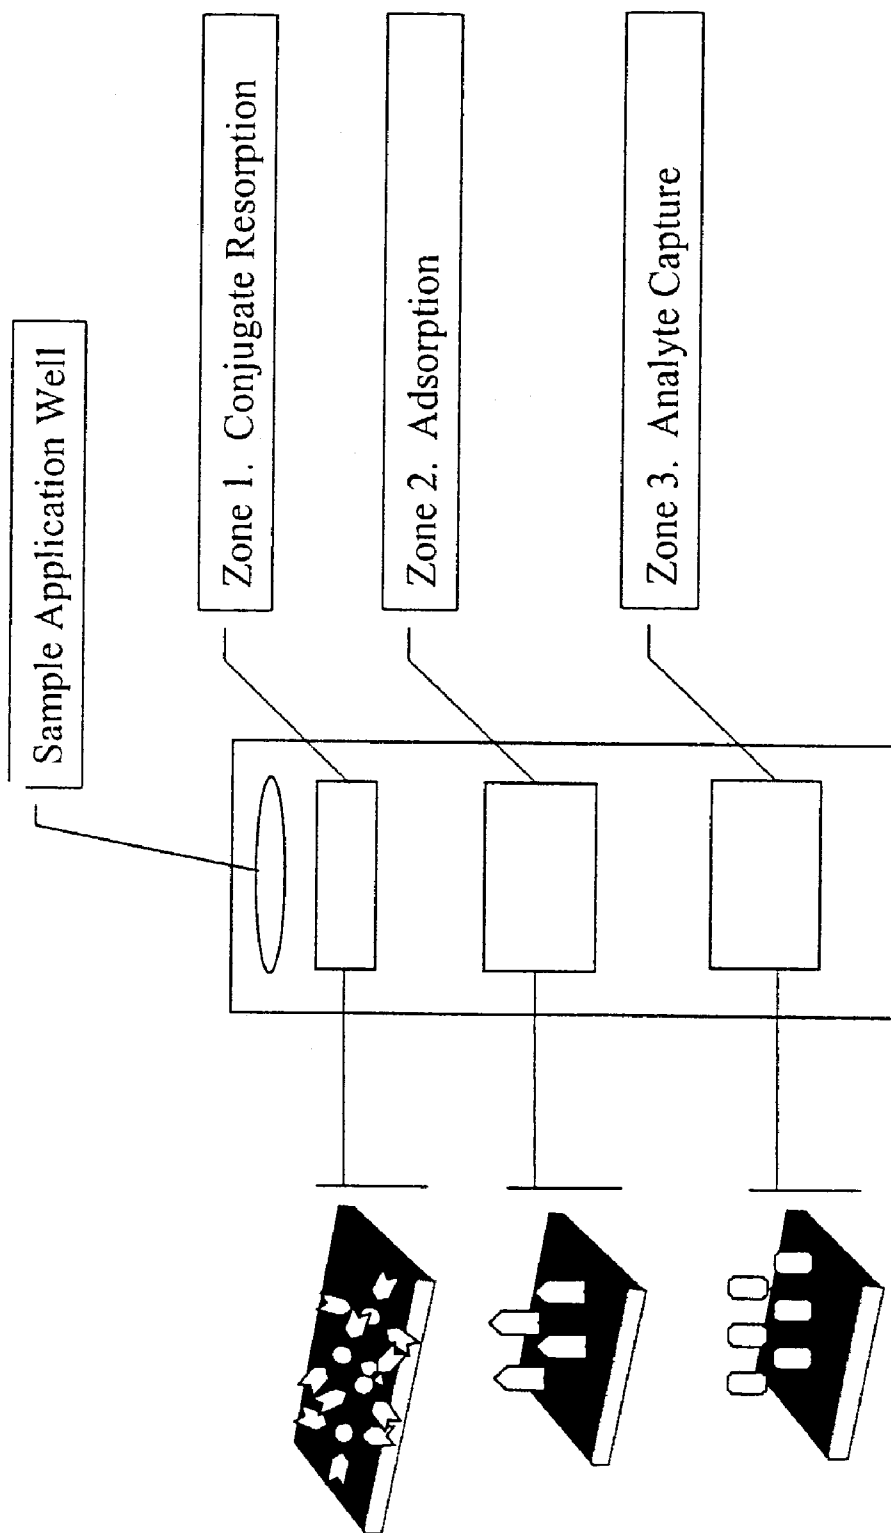 Sample Application Well
Zone 1. Conjugate Resorption
Zone 2. Adsorption
Zone 3. Analyte Capture